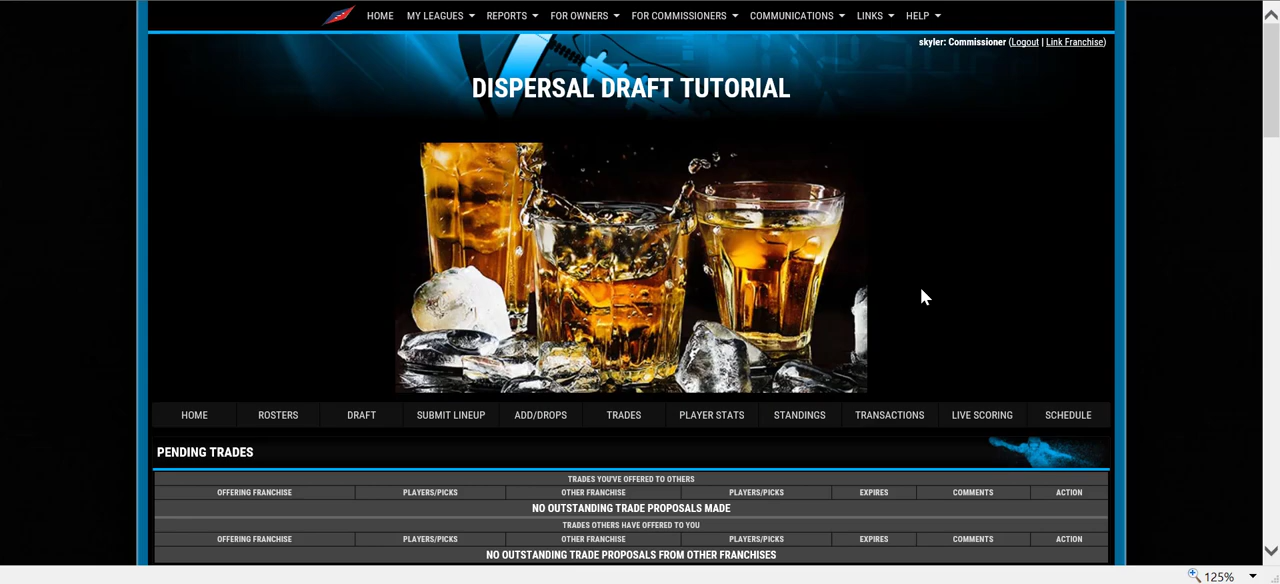 HOME MY LEAGUES REPORTS FOR OWNERS FOR COMMISSIONERS COMMUNICATIONS LINKS HELP
skyler: Commissioner (Logout | Link Franchise)
DISPERSAL DRAFT TUTORIAL
HOME ROSTERS DRAFT SUBMIT LINEUP ADD/DROPS TRADES PLAYER STATS STANDINGS TRANSACTIONS LIVE SCORING SCHEDULE
PENDING TRADES
TRADES YOU'VE OFFERED TO OTHERS
OFFERING FRANCHISE PLAYERS/PICKS OTHER FRANCHISE PLAYERS/PICKS EXPIRES COMMENTS ACTION
NO OUTSTANDING TRADE PROPOSALS MADE
TRADES OTHERS HAVE OFFERED TO YOU
OFFERING FRANCHISE PLAYERS/PICKS OTHER FRANCHISE PLAYERS/PICKS EXPIRES COMMENTS ACTION
NO OUTSTANDING TRADE PROPOSALS FROM OTHER FRANCHISES
125%